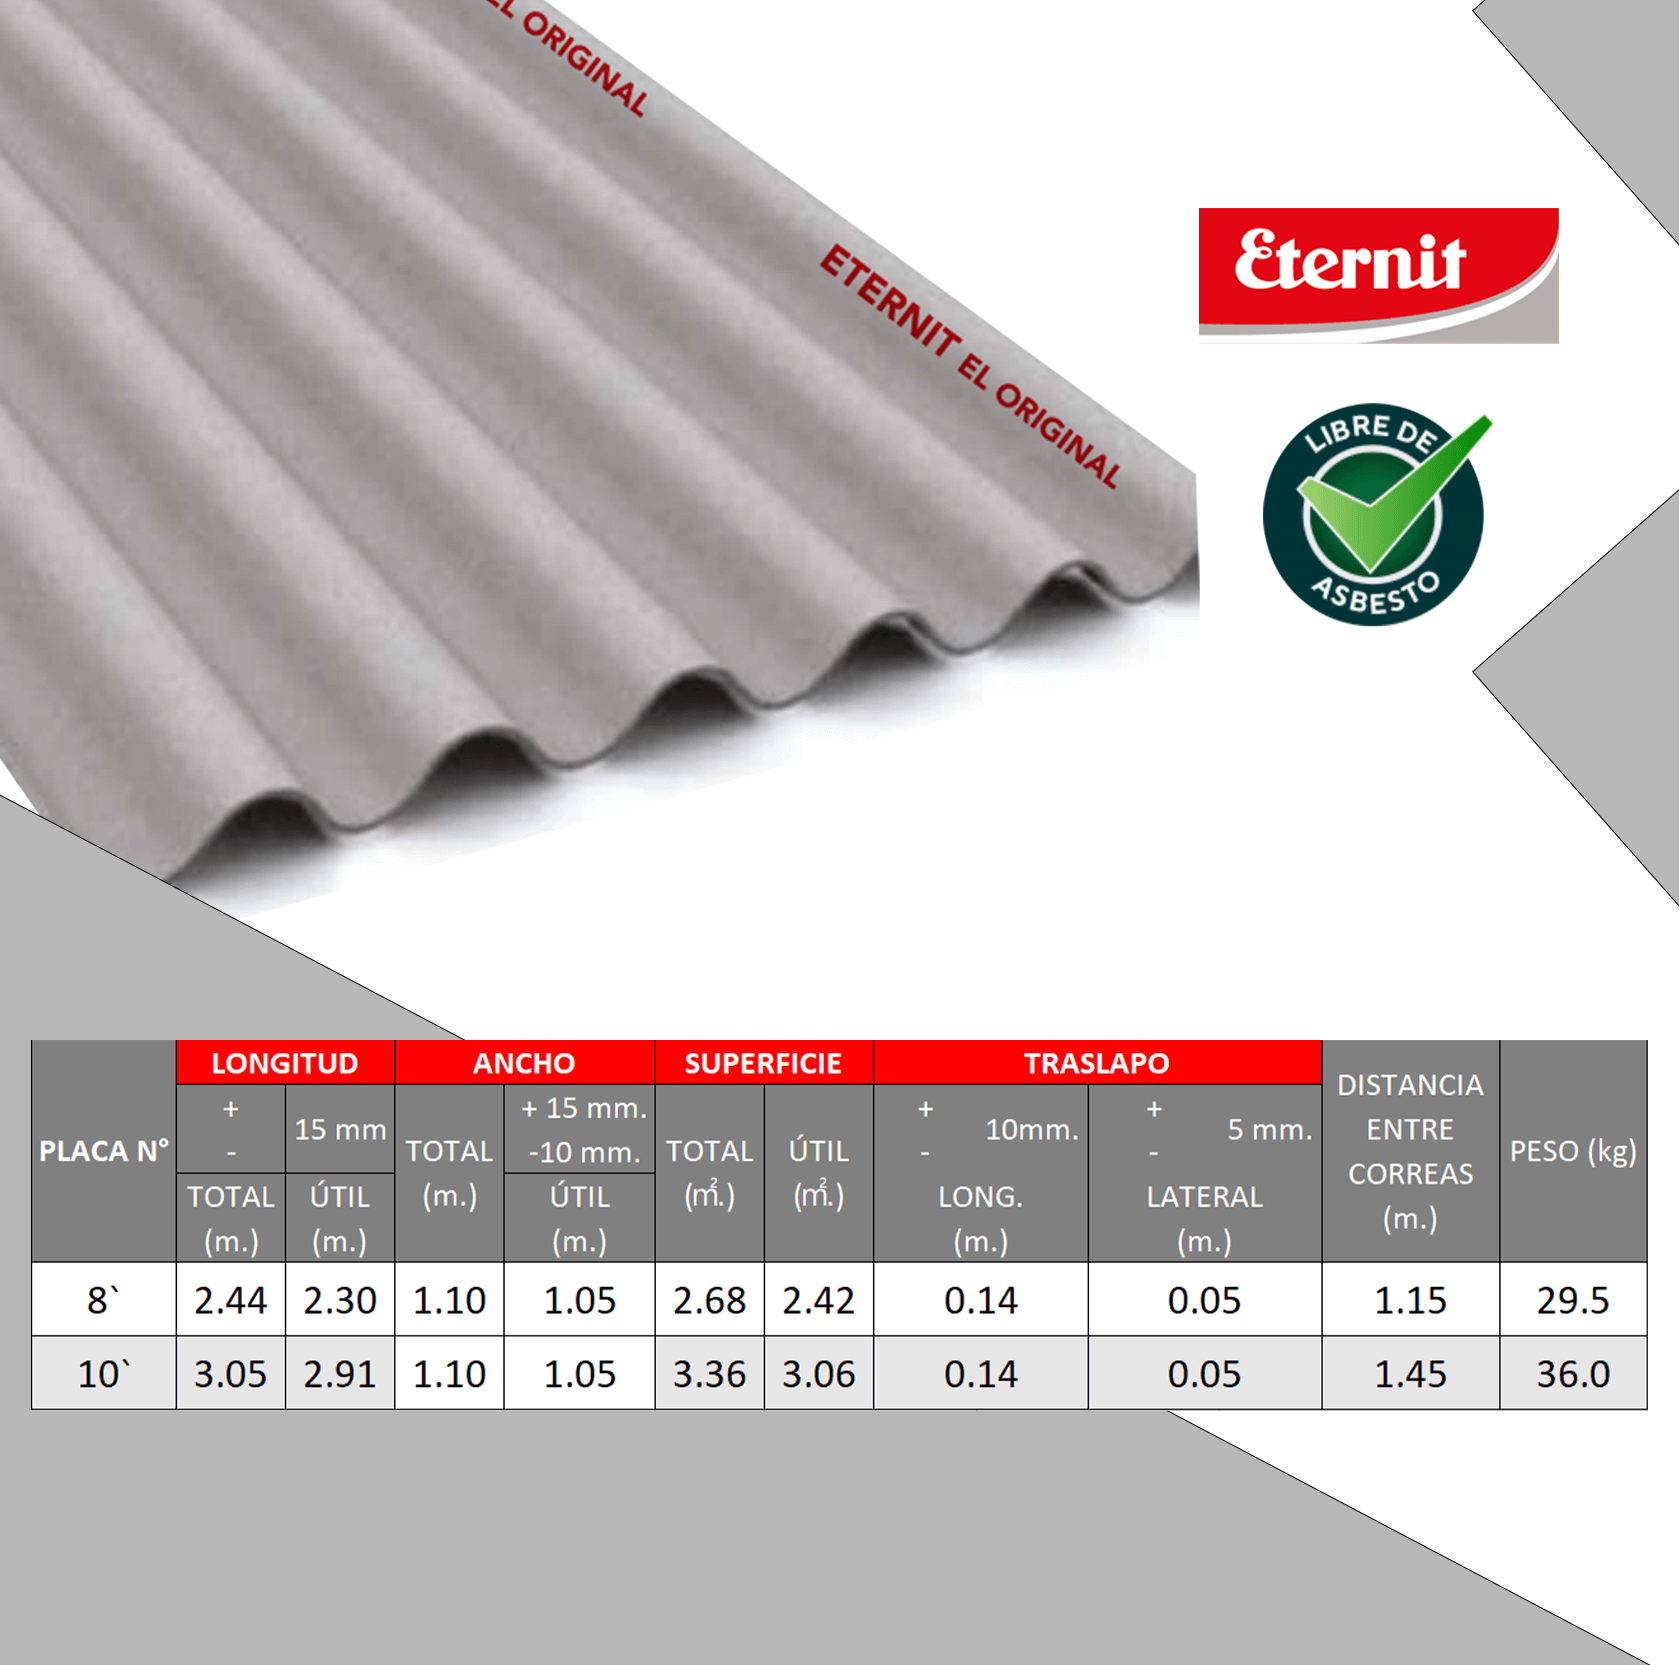 EL ORIGINAL
ETERNIT EL ORIGINAL
Eternit
LIBRE DE
ASBESTO
PLACA N°
LONGITUD
ANCHO
SUPERFICIE
TRASLAPO
DISTANCIA
ENTRE
CORREAS
(m.)
PESO (kg)
+
-
15 mm
TOTAL
(m.)
ÚTIL
(m.)
TOTAL
(m.)
+ 15 mm.
-10 mm.
ÚTIL
(m.)
TOTAL
(m².)
ÚTIL
(m².)
+
-
10mm.
LONG.
(m.)
+
-
5 mm.
LATERAL
(m.)
8` 2.44 2.30 1.10 1.05 2.68 2.42 0.14 0.05 1.15 29.5
10` 3.05 2.91 1.10 1.05 3.36 3.06 0.14 0.05 1.45 36.0